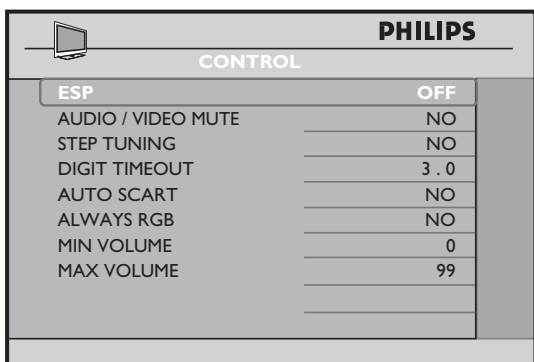 PHILIPS
CONTROL
ESP OFF
AUDIO / VIDEO MUTE NO
STEP TUNING NO
DIGIT TIMEOUT 3 . 0
AUTO SCART NO
ALWAYS RGB NO
MIN VOLUME 0
MAX VOLUME 99